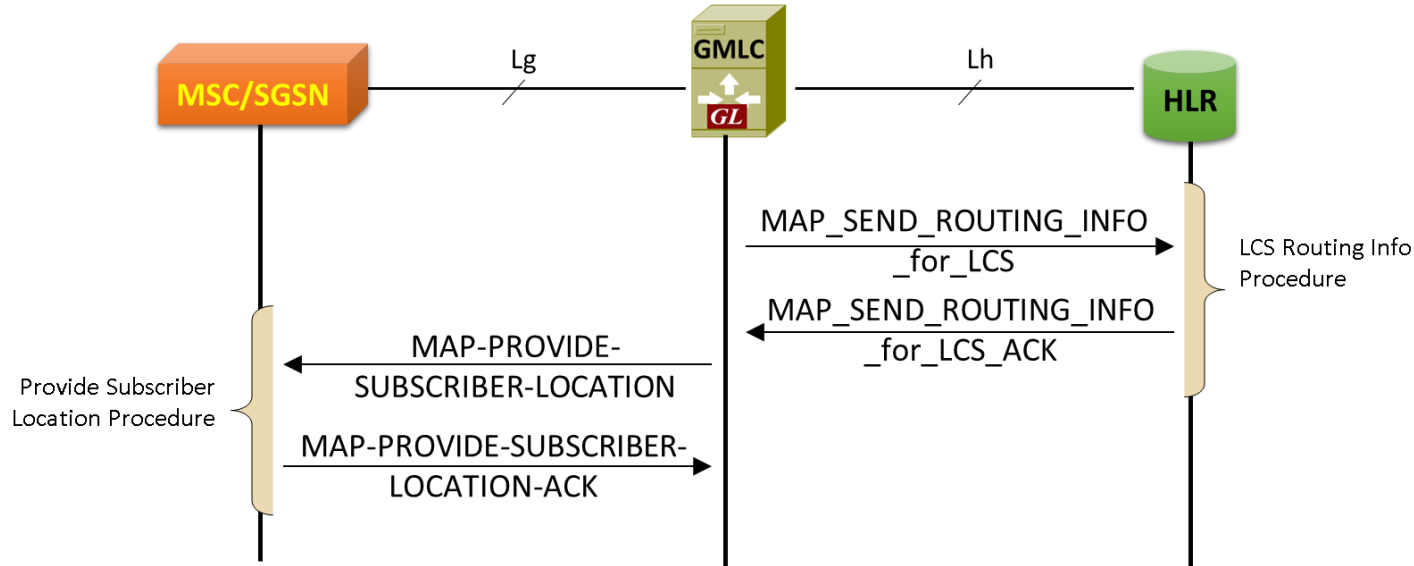 Lg
GMLC
Lh
MSC/SGSN
GL
HLR
MAP_SEND_ROUTING_INFO
_for_LCS
LCS Routing Info
Procedure
MAP_SEND_ROUTING_INFO
_for_LCS_ACK
MAP-PROVIDE-
SUBSCRIBER-LOCATION
Provide Subscriber
Location Procedure
MAP-PROVIDE-SUBSCRIBER-
LOCATION-ACK